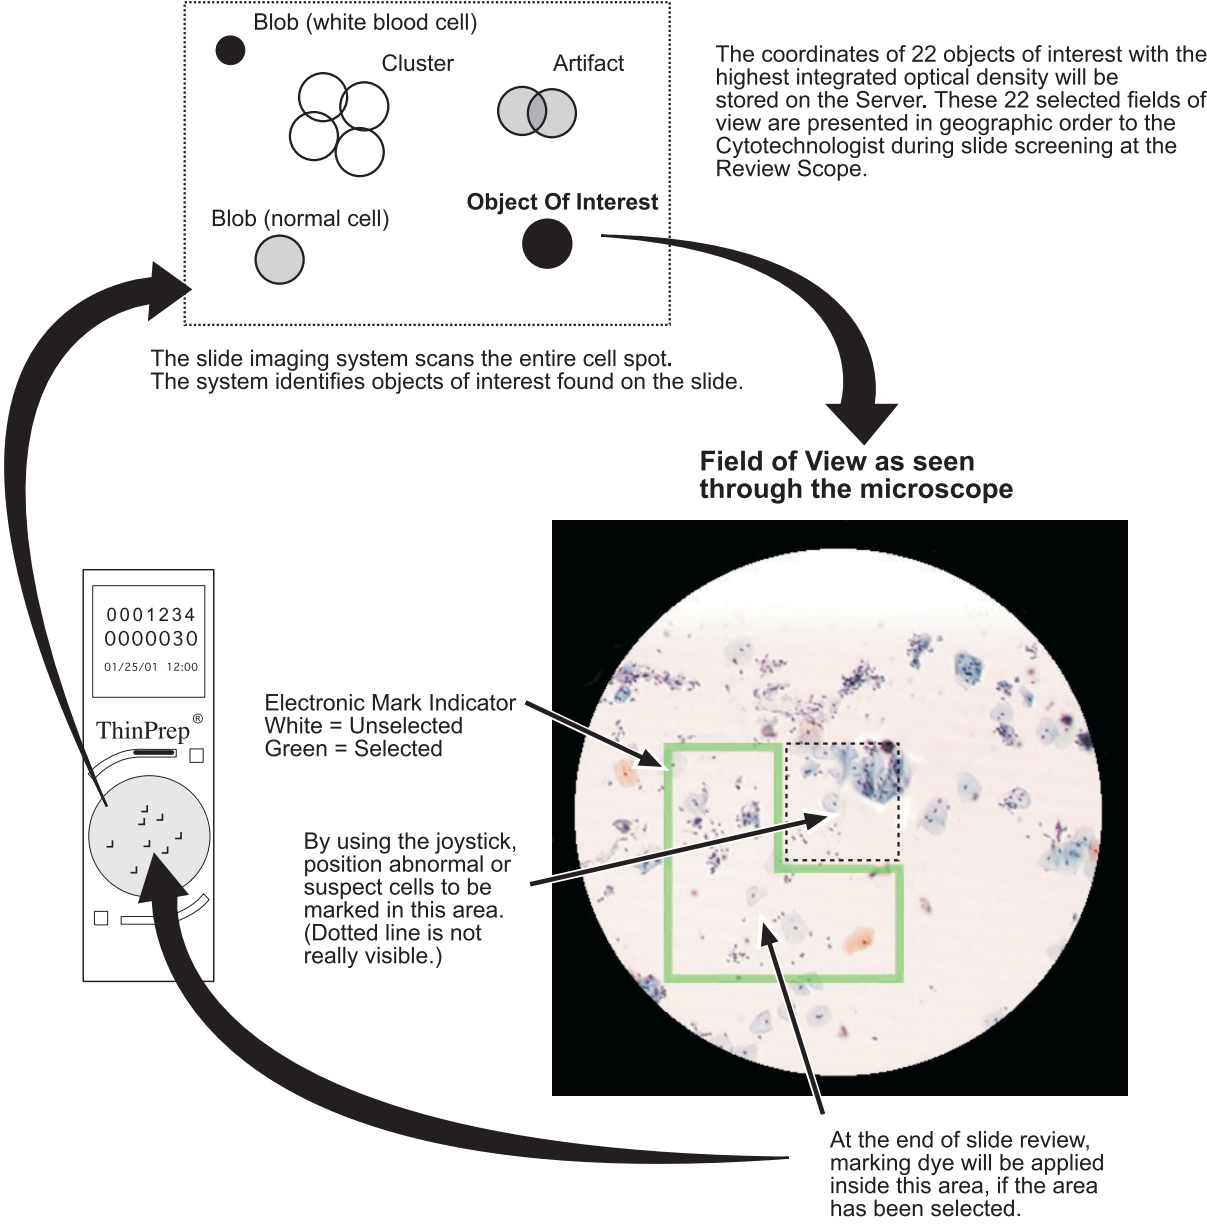 Blob (white blood cell)
Cluster
Artifact
Blob (normal cell)
Object Of Interest
The coordinates of 22 objects of interest with the
highest integrated optical density will be
stored on the Server. These 22 selected fields of
view are presented in geographic order to the
Cytotechnologist during slide screening at the
Review Scope.
The slide imaging system scans the entire cell spot.
The system identifies objects of interest found on the slide.
Field of View as seen
through the microscope
0001234
0000030
01/25/01 12:00
ThinPrep®
Electronic Mark Indicator
White = Unselected
Green = Selected
By using the joystick,
position abnormal or
suspect cells to be
marked in this area.
(Dotted line is not
really visible.)
At the end of slide review,
marking dye will be applied
inside this area, if the area
has been selected.